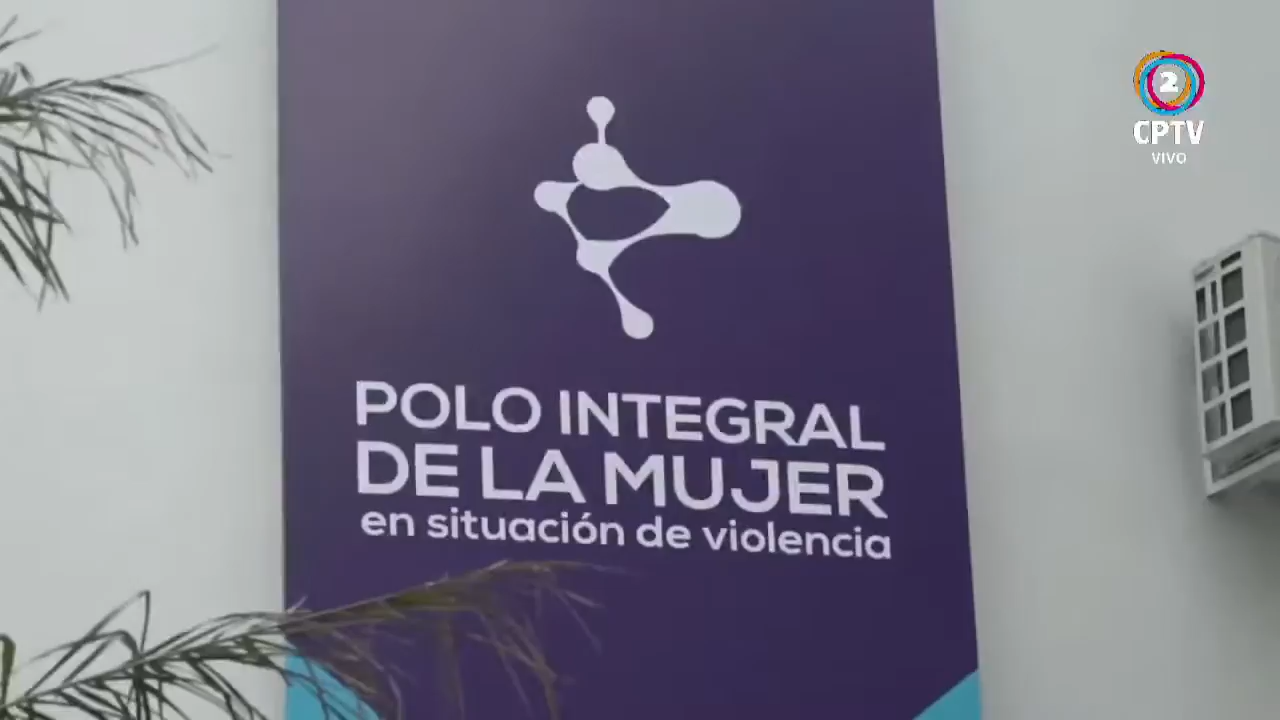 2
CPTV
VIVO
POLO INTEGRAL
DE LA MUJER
en situación de violencia